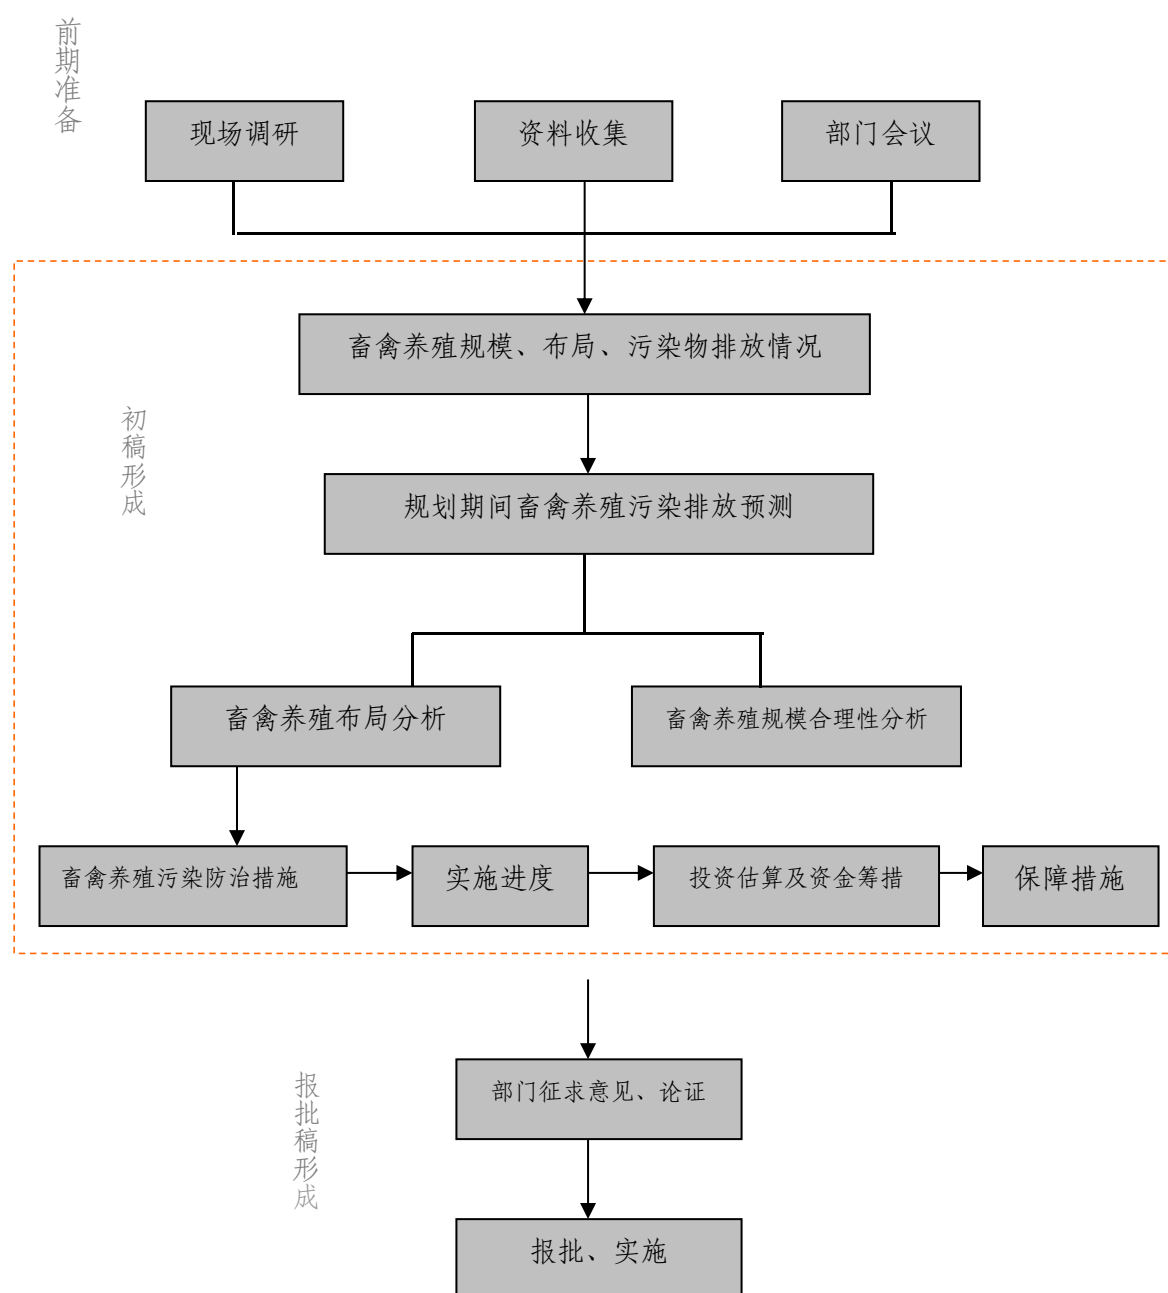 前期准备
现场调研
资料收集
部门会议
畜禽养殖规模、布局、污染物排放情况
初稿形成
规划期间畜禽养殖污染排放预测
畜禽养殖布局分析
畜禽养殖规模合理性分析
畜禽养殖污染防治措施
实施进度
投资估算及资金筹措
保障措施
部门征求意见、论证
报批稿形成
报批、实施